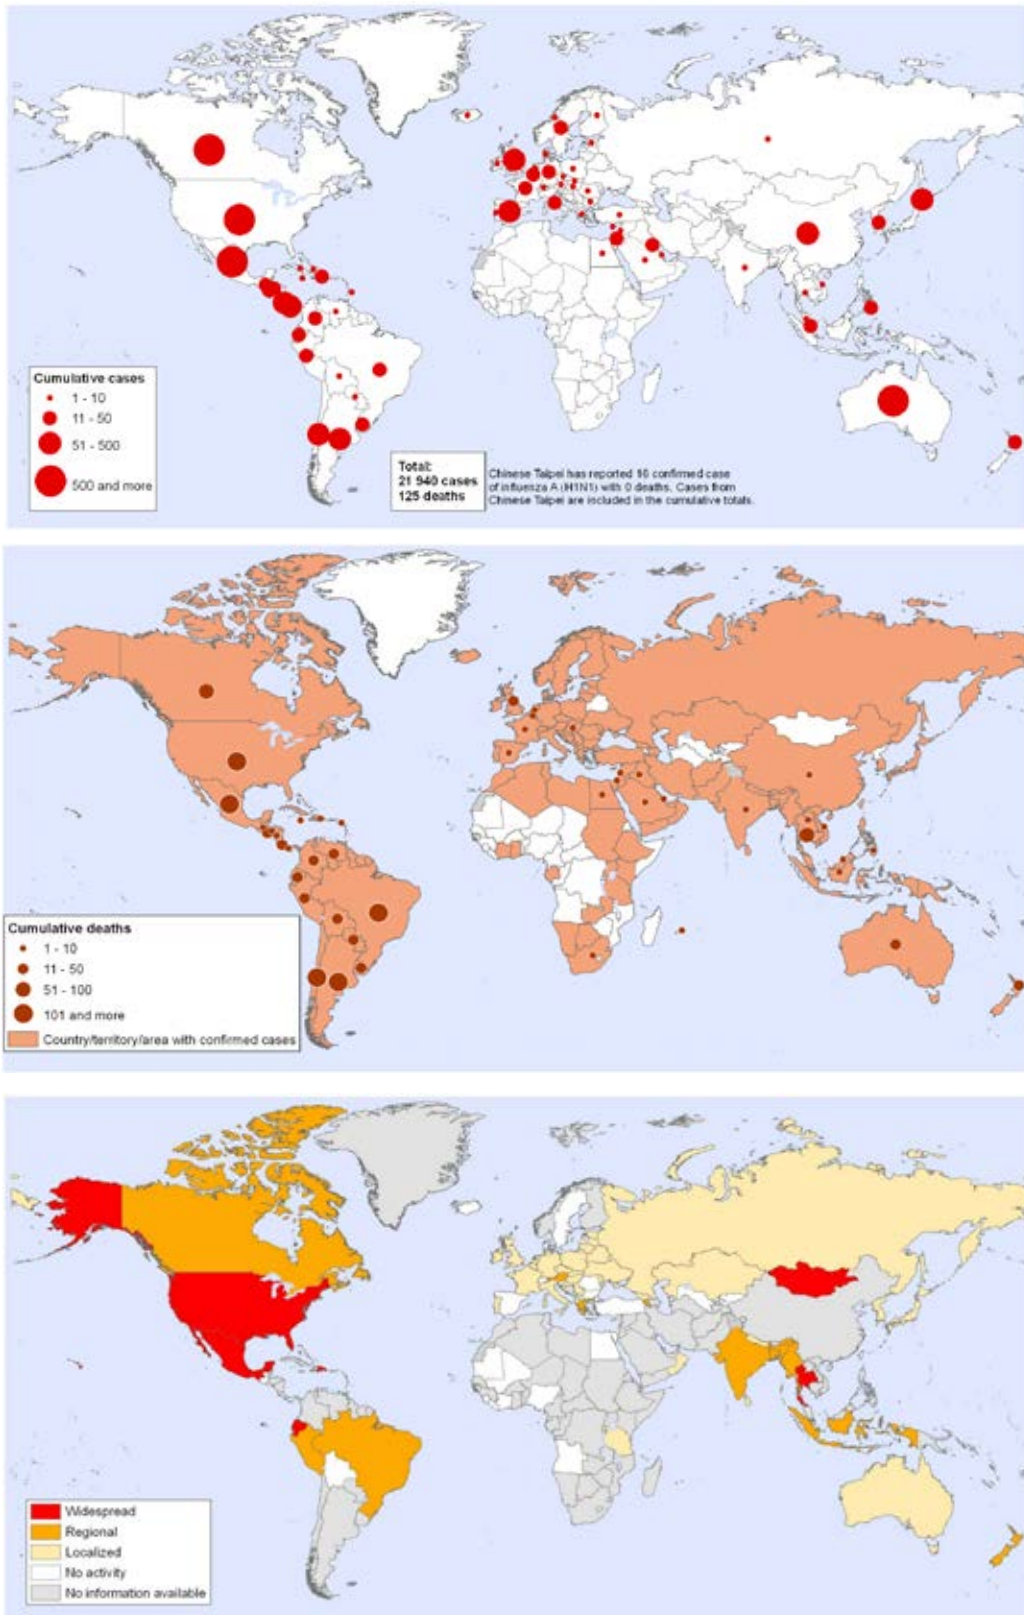 Cumulative cases
1 - 10
11 - 50
51 - 500
500 and more
Total:
21 940 cases
125 deaths
Chinese Taipei has reported 16 confirmed case
of influenza A (H1N1) with 0 deaths. Cases from
Chinese Taipei are included in the cumulative totals.
Cumulative deaths
1 - 10
11 - 50
51 - 100
101 and more
Country/territory/area with confirmed cases
Widespread
Regional
Localized
No activity
No information available